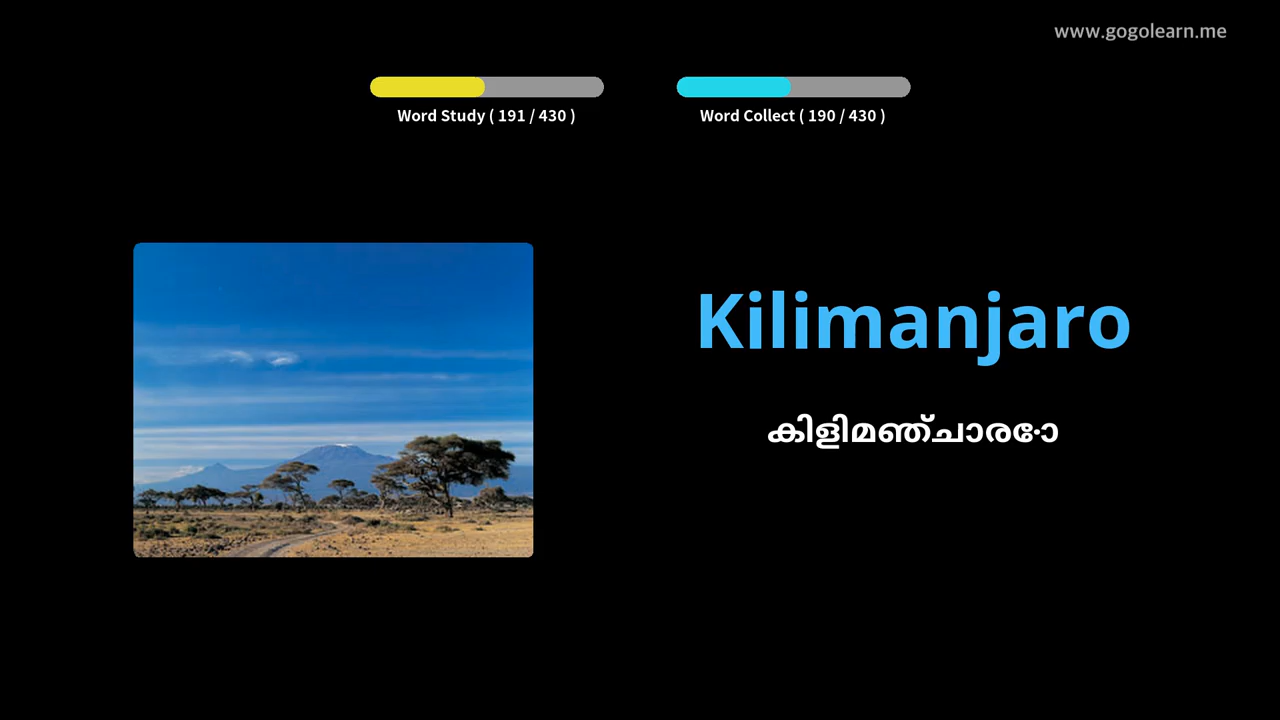 www.gogolearn.me
Word Study ( 191 / 430 )
Word Collect ( 190 / 430 )
Kilimanjaro
കിളിമഞ്ചാരോ